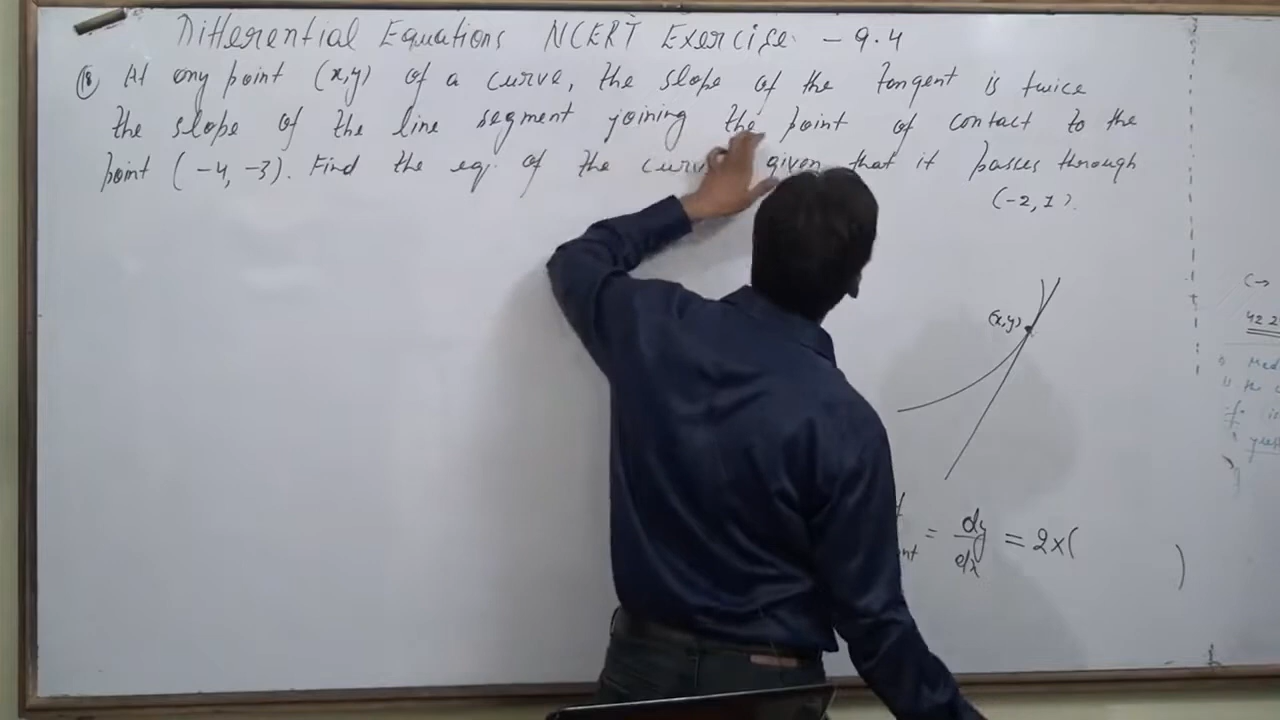 Differential Equations NCERT Exercise - 9.4
(18) At any point (x,y) of a curve, the slope of the tangent is twice
the slope of the line segment joining the point of contact to the
point (-4, -3). Find the eq. of the curve given that it passes through
(-2, 1).
(x,y)
= dy/dx = 2x( )
C→
42 2